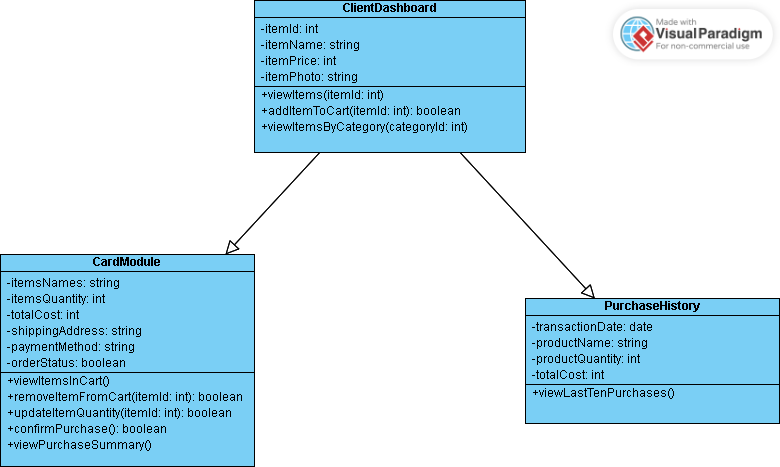 ClientDashboard
-itemId: int
-itemName: string
-itemPrice: int
-itemPhoto: string
+viewItems(itemId: int)
+addItemToCart(itemId: int): boolean
+viewItemsByCategory(categoryId: int)
Made with
VisualParadigm
For non-commercial use
CardModule
-itemsNames: string
-itemsQuantity: int
-totalCost: int
-shippingAddress: string
-paymentMethod: string
-orderStatus: boolean
+viewItemsInCart()
+removeItemFromCart(itemId: int): boolean
+updateItemQuantity(itemId: int): boolean
+confirmPurchase(): boolean
+viewPurchaseSummary()
PurchaseHistory
-transactionDate: date
-productName: string
-productQuantity: int
-totalCost: int
+viewLastTenPurchases()